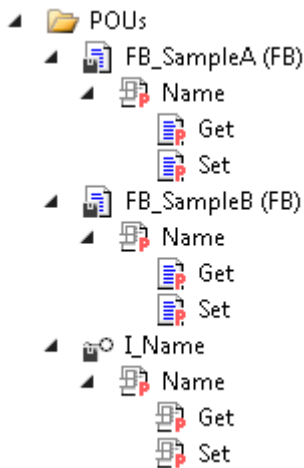 POUs
FB_SampleA (FB)
Name
Get
Set
FB_SampleB (FB)
Name
Get
Set
I_Name
Name
Get
Set